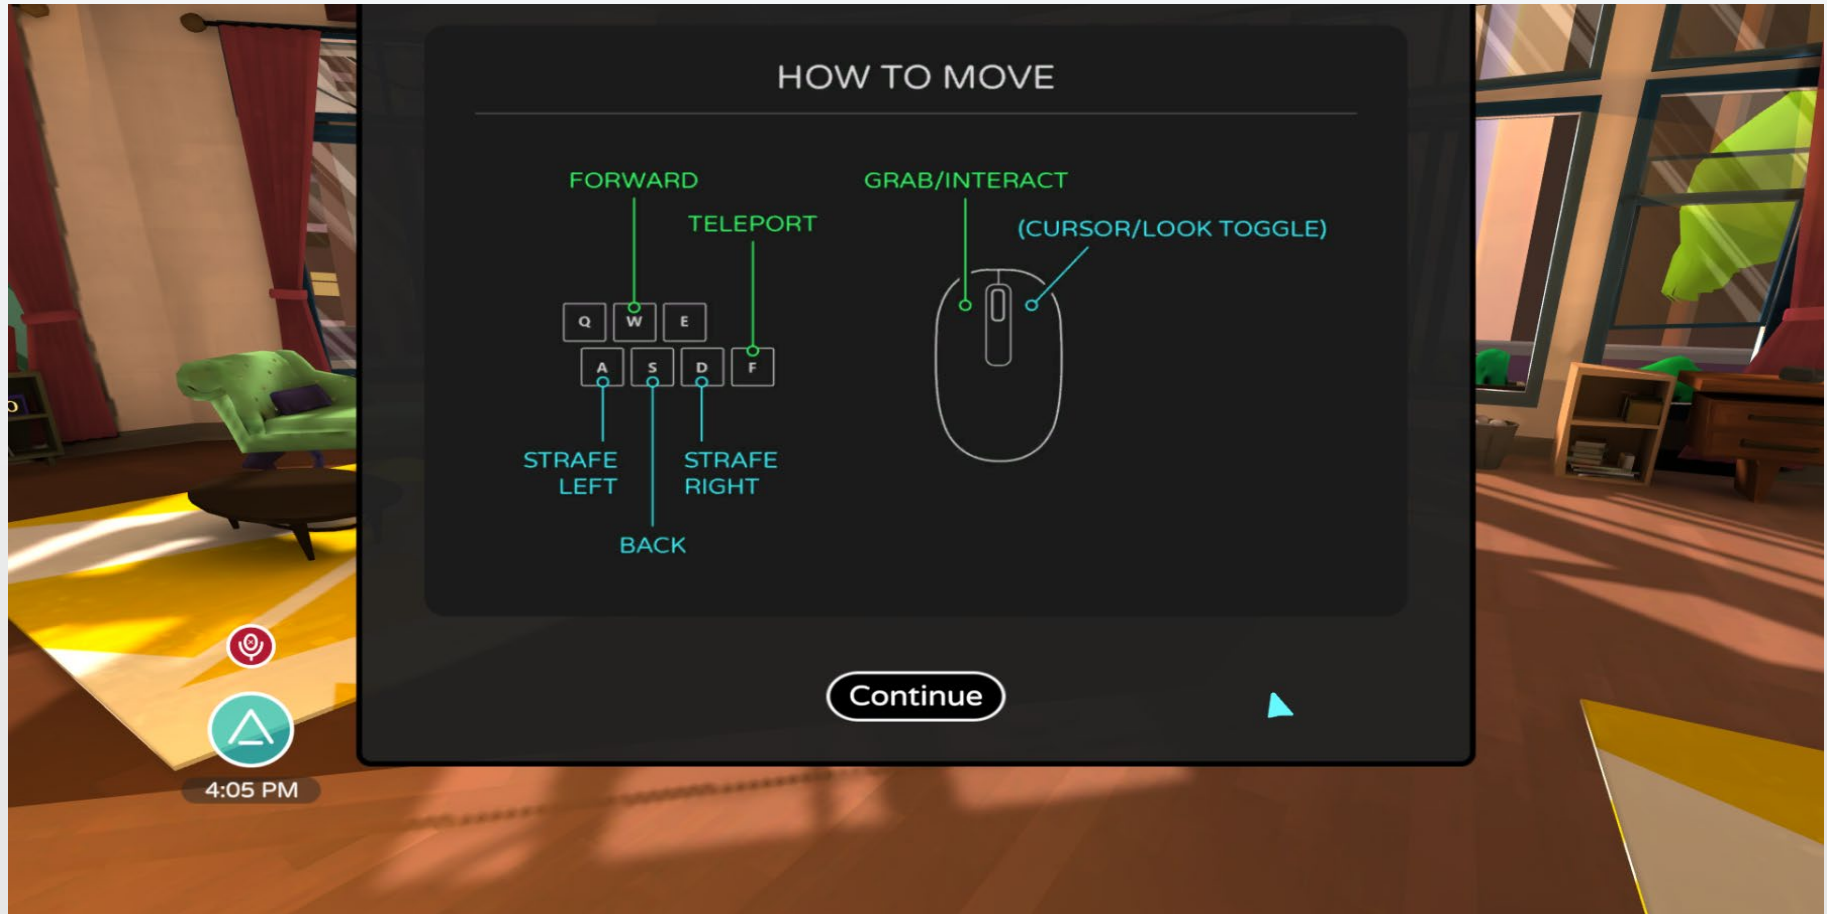 HOW TO MOVE
FORWARD
TELEPORT
GRAB/INTERACT
(CURSOR/LOOK TOGGLE)
Q W E
A S D F
STRAFE LEFT
STRAFE RIGHT
BACK
Continue
4:05 PM